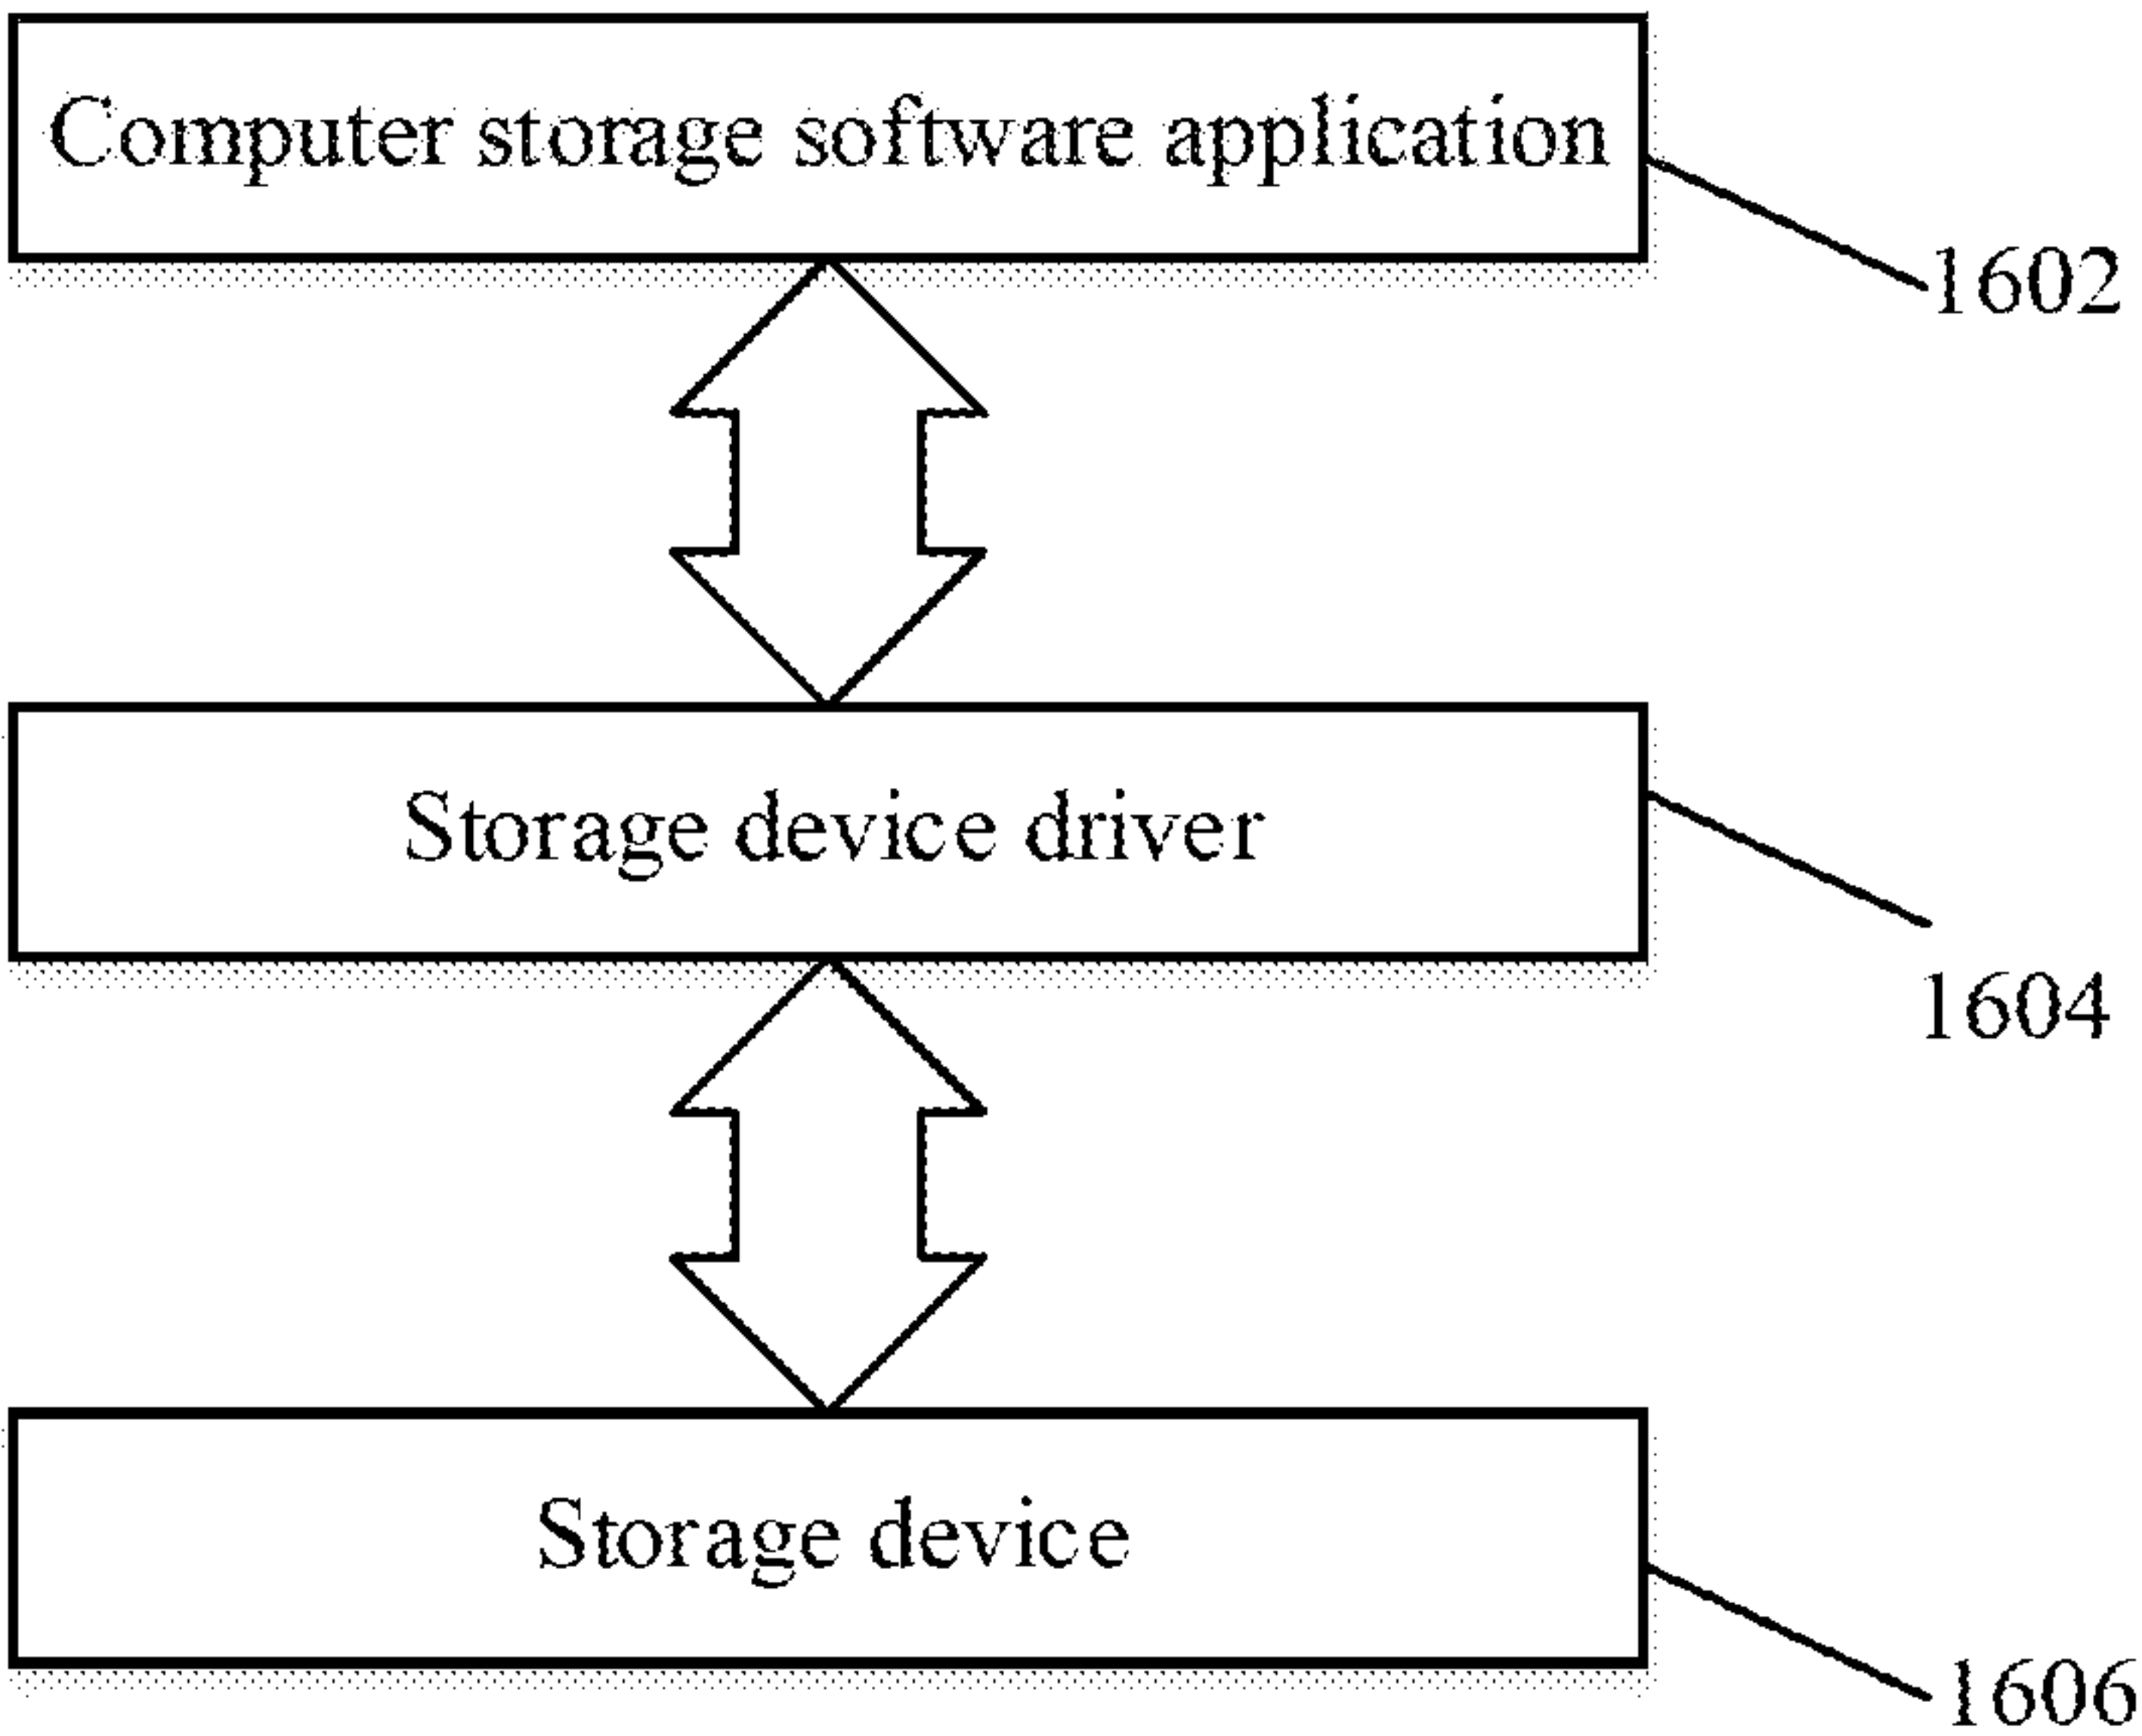 Computer storage software application
1602
Storage device driver
1604
Storage device
1606